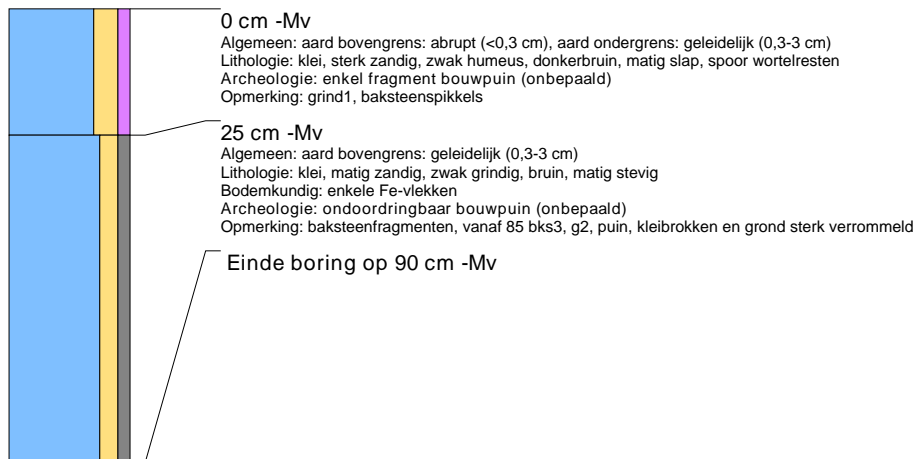 0 cm -Mv
Algemeen: aard bovengrens: abrupt (<0,3 cm), aard ondergrens: geleidelijk (0,3-3 cm)
Lithologie: klei, sterk zandig, zwak humeus, donkerbruin, matig slap, spoor wortelresten
Archeologie: enkel fragment bouwpuin (onbepaald)
Opmerking: grind1, baksteenspikkels
25 cm -Mv
Algemeen: aard bovengrens: geleidelijk (0,3-3 cm)
Lithologie: klei, matig zandig, zwak grindig, bruin, matig stevig
Bodemkundig: enkele Fe-vlekken
Archeologie: ondoordringbaar bouwpuin (onbepaald)
Opmerking: baksteenfragmenten, vanaf 85 bks3, g2, puin, kleibrokken en grond sterk verrommeld
Einde boring op 90 cm -Mv